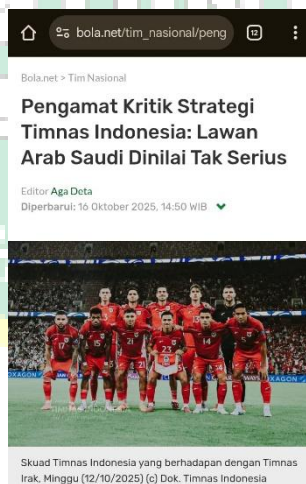 bola.net/tim_nasional/peng
12
Bola.net > Tim Nasional
Pengamat Kritik Strategi
Timnas Indonesia: Lawan
Arab Saudi Dinilai Tak Serius
Editor Aga Deta
Diperbarui: 16 Oktober 2025, 14:50 WIB
Skuad Timnas Indonesia yang berhadapan dengan Timnas
Irak, Minggu (12/10/2025) (c) Dok. Timnas Indonesia